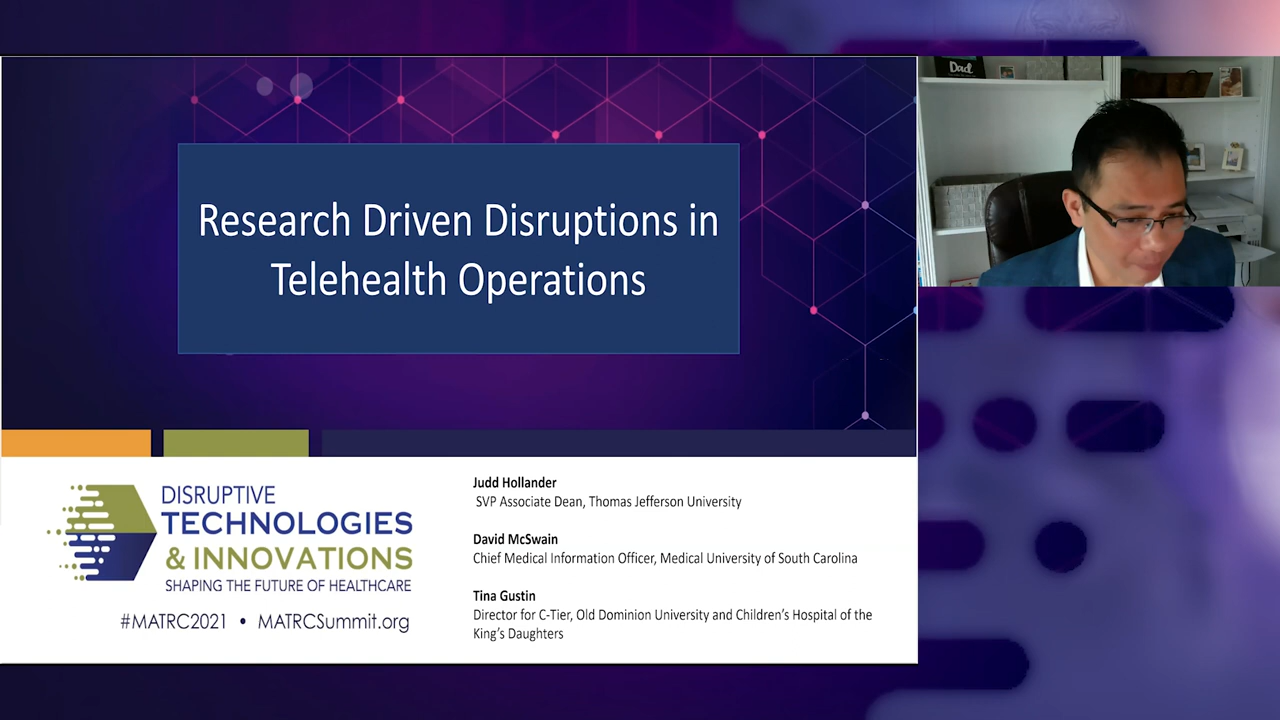 Research Driven Disruptions in
Telehealth Operations
DISRUPTIVE
TECHNOLOGIES
& INNOVATIONS
SHAPING THE FUTURE OF HEALTHCARE
#MATRC2021 • MATRCSummit.org
Judd Hollander
SVP Associate Dean, Thomas Jefferson University
David McSwain
Chief Medical Information Officer, Medical University of South Carolina
Tina Gustin
Director for C-Tier, Old Dominion University and Children's Hospital of the
King's Daughters
Dad